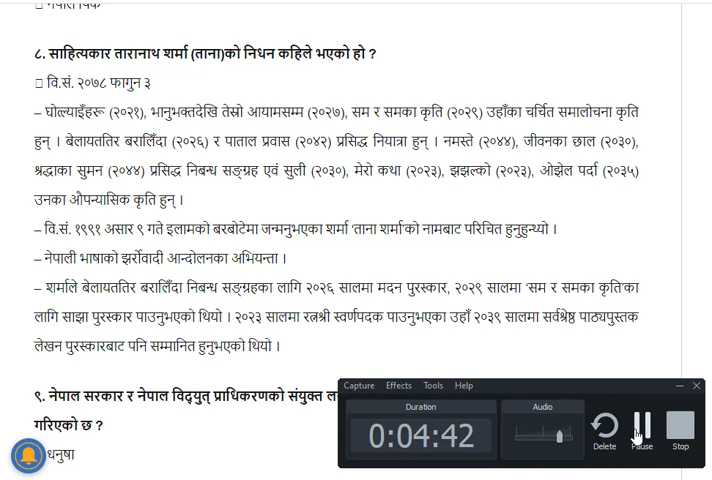 ८. साहित्यकार तारानाथ शर्मा (ताना)को निधन कहिले भएको हो ?
वि.सं. २०७८ फागुन ३
– घोल्याइँहरू (२०२१), भानुभक्तदेखि तेस्रो आयामसम्म (२०२७), सम र समका कृति (२०२९) उहाँका चर्चित समालोचना कृति
हुन् । बेलायततिर बरालिँदा (२०२६) र पाताल प्रवास (२०४२) प्रसिद्ध नियात्रा हुन् । नमस्ते (२०४४), जीवनका छाल (२०३०),
श्रद्धाका सुमन (२०४४) प्रसिद्ध निबन्ध सङ्ग्रह एवं सुली (२०३०), मेरो कथा (२०२३), झझल्को (२०२३), ओझेल पर्दा (२०३५)
उनका औपन्यासिक कृति हुन् ।
– वि.सं. १९९१ असार ९ गते इलामको बरबोटेमा जन्मनुभएका शर्मा 'ताना शर्मा'को नामबाट परिचित हुनुहुन्थ्यो ।
– नेपाली भाषाको झर्रोवादी आन्दोलनका अभियन्ता ।
– शर्माले बेलायततिर बरालिँदा निबन्ध सङ्ग्रहका लागि २०२६ सालमा मदन पुरस्कार, २०२९ सालमा 'सम र समका कृति'का
लागि साझा पुरस्कार पाउनुभएको थियो । २०२३ सालमा रत्नश्री स्वर्णपदक पाउनुभएका उहाँ २०३९ सालमा सर्वश्रेष्ठ पाठ्यपुस्तक
लेखन पुरस्कारबाट पनि सम्मानित हुनुभएको थियो ।
९. नेपाल सरकार र नेपाल विद्युत् प्राधिकरणको संयुक्त
गरिएको छ ?
धनुषा
Capture Effects Tools Help
Duration
Audio
0:04:42
Delete Pause Stop